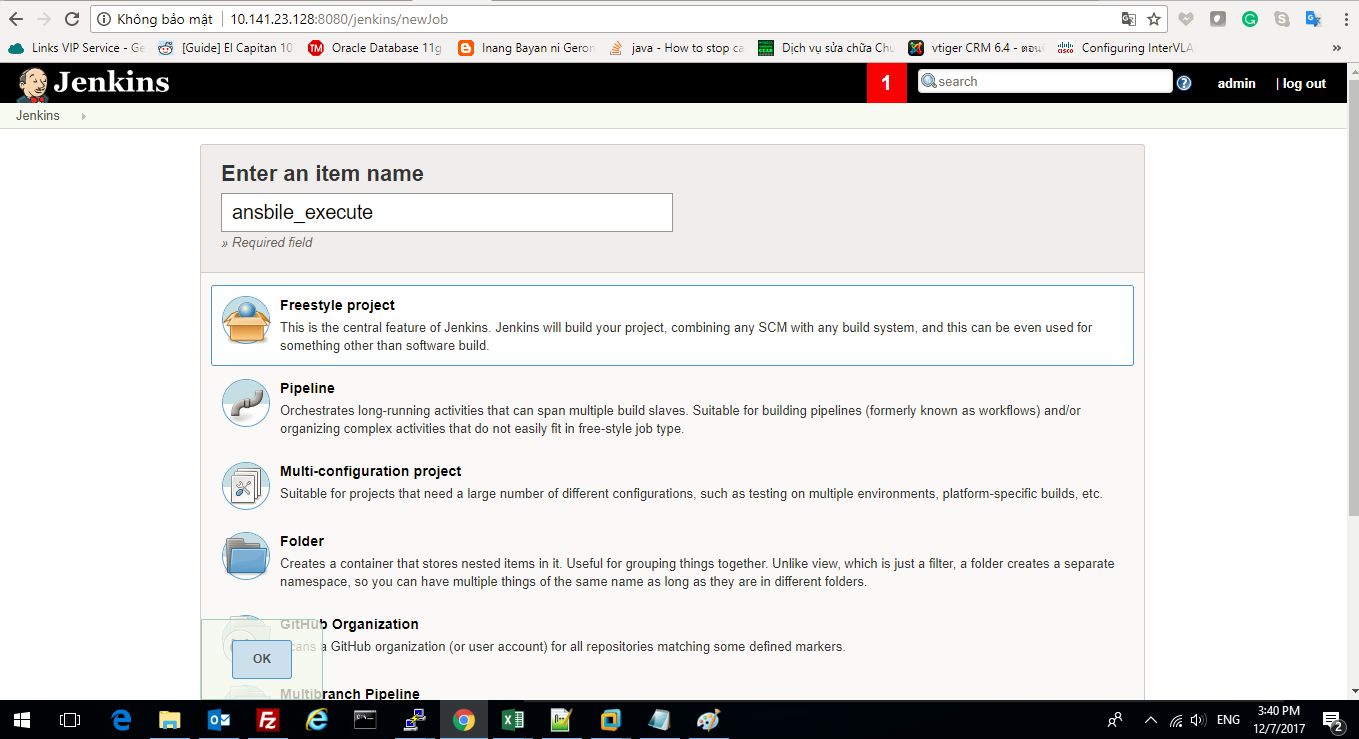 Không bảo mật 10.141.23.128:8080/jenkins/newJob
Links VIP Service - Ge [Guide] El Capitan 10. Oracle Database 11g Inang Bayan ni Geron java - How to stop ca Dịch vụ sửa chữa Chu vtiger CRM 6.4 - ตอน Configuring InterVLA »
Jenkins 1 search ? admin | log out
Jenkins
Enter an item name
ansbile_execute
» Required field
Freestyle project
This is the central feature of Jenkins. Jenkins will build your project, combining any SCM with any build system, and this can be even used for
something other than software build.
Pipeline
Orchestrates long-running activities that can span multiple build slaves. Suitable for building pipelines (formerly known as workflows) and/or
organizing complex activities that do not easily fit in free-style job type.
Multi-configuration project
Suitable for projects that need a large number of different configurations, such as testing on multiple environments, platform-specific builds, etc.
Folder
Creates a container that stores nested items in it. Useful for grouping things together. Unlike view, which is just a filter, a folder creates a separate
namespace, so you can have multiple things of the same name as long as they are in different folders.
GitHub Organization
Scans a GitHub organization (or user account) for all repositories matching some defined markers.
OK
Multibranch Pipeline
ENG
3:40 PM
12/7/2017
2